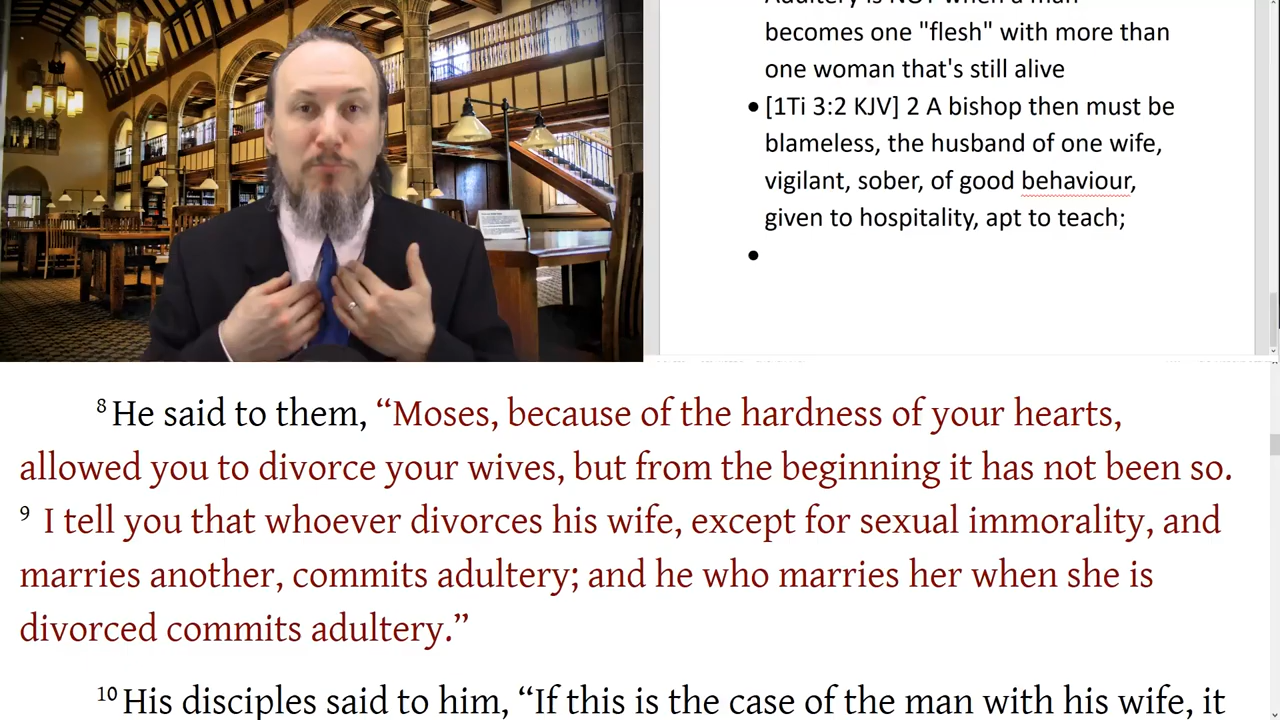 Adultery is NOT when a man
becomes one "flesh" with more than
one woman that's still alive
• [1Ti 3:2 KJV] 2 A bishop then must be
blameless, the husband of one wife,
vigilant, sober, of good behaviour,
given to hospitality, apt to teach;
•
8 He said to them, “Moses, because of the hardness of your hearts,
allowed you to divorce your wives, but from the beginning it has not been so.
9 I tell you that whoever divorces his wife, except for sexual immorality, and
marries another, commits adultery; and he who marries her when she is
divorced commits adultery.”
10 His disciples said to him, “If this is the case of the man with his wife, it